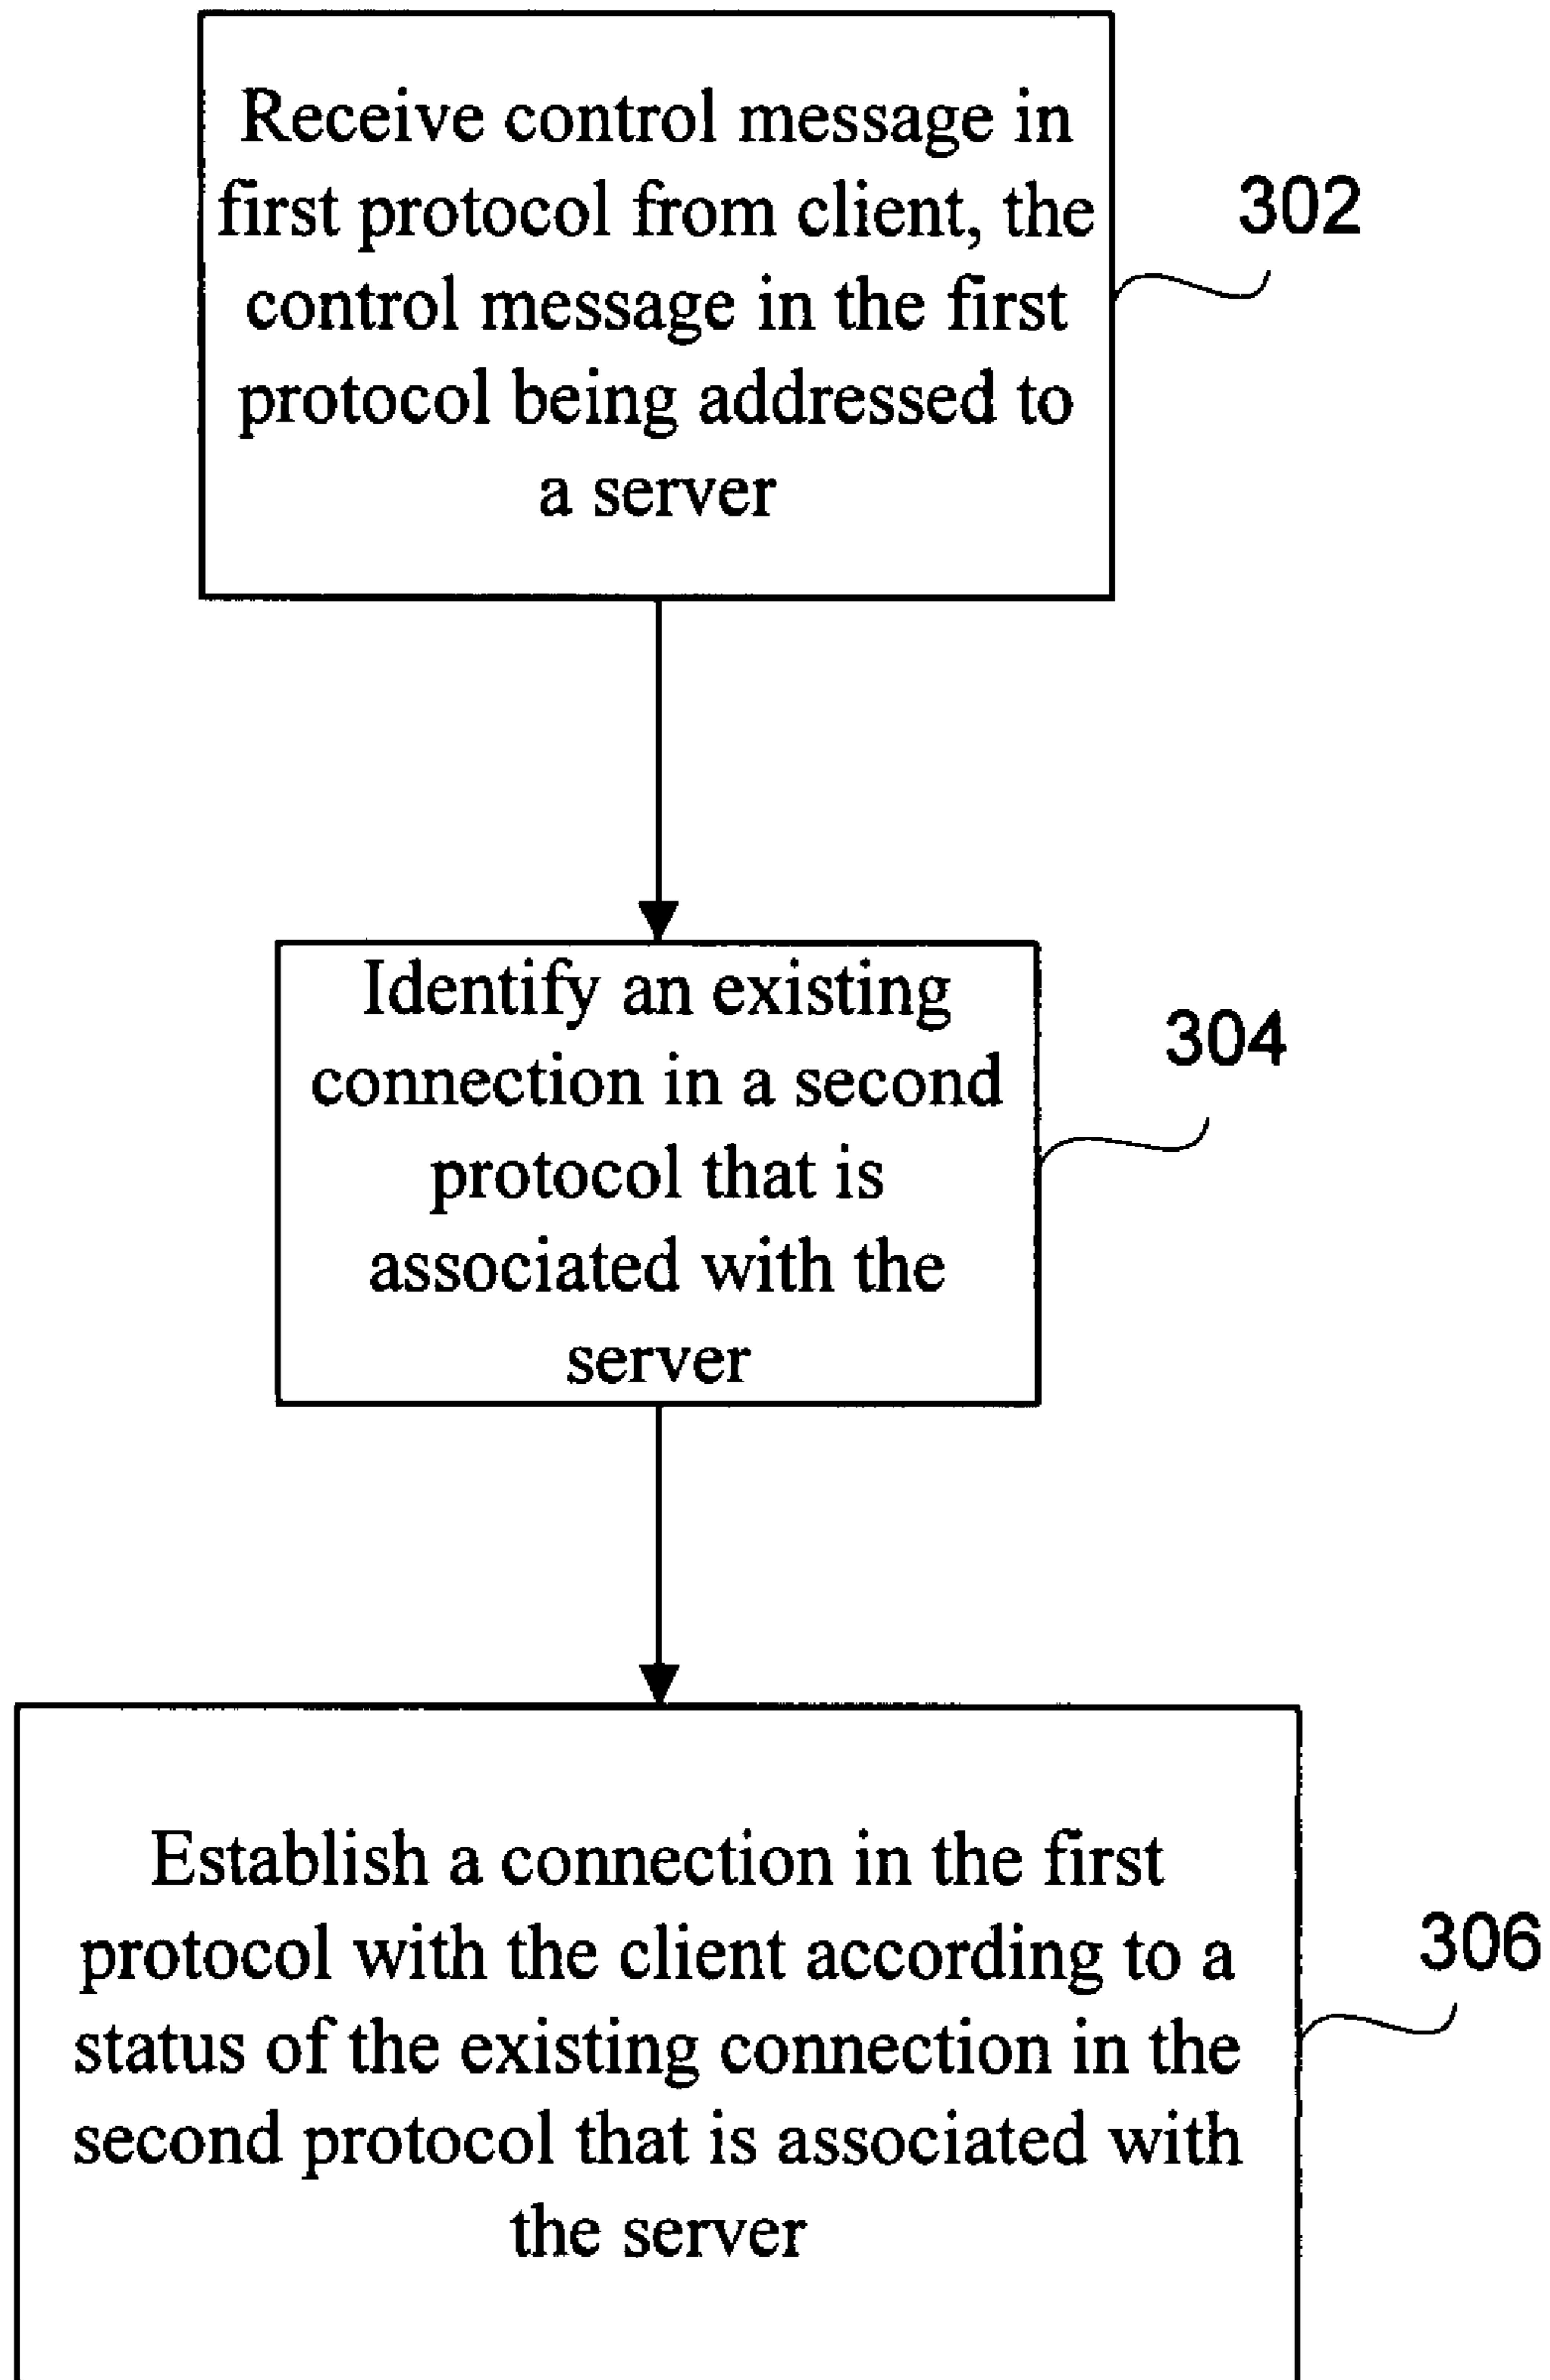 Receive control message in
first protocol from client, the
control message in the first
protocol being addressed to
a server
302
Identify an existing
connection in a second
protocol that is
associated with the
server
304
Establish a connection in the first
protocol with the client according to a
status of the existing connection in the
second protocol that is associated with
the server
306